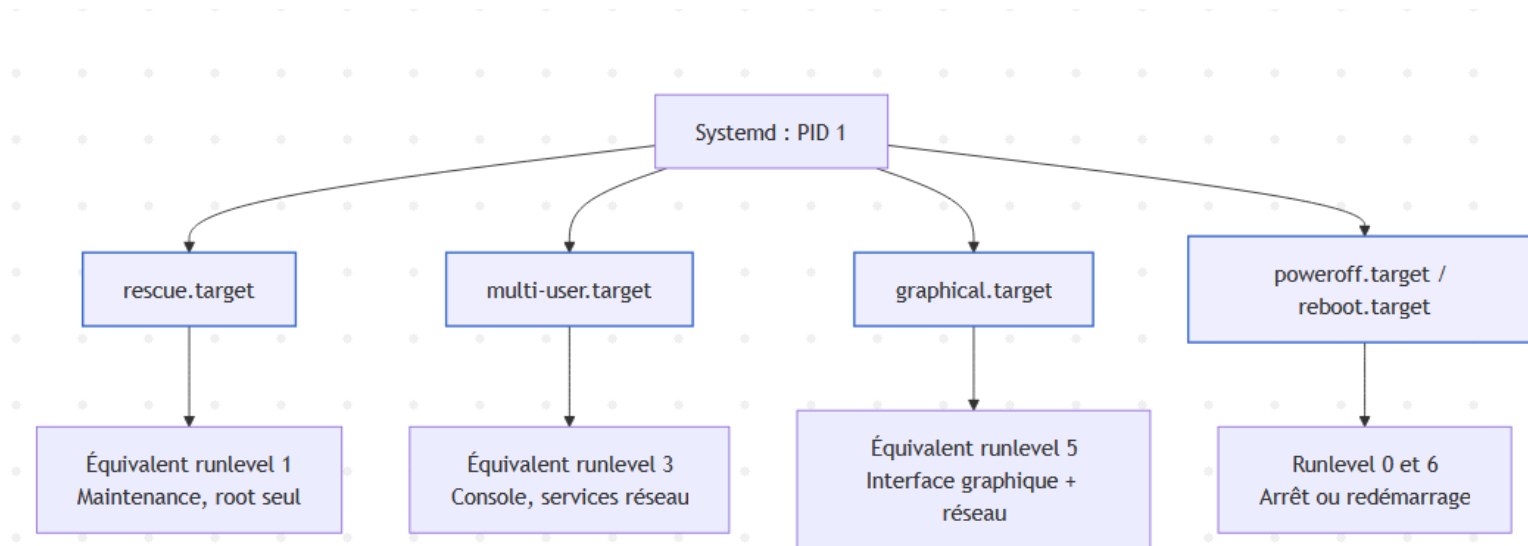 Systemd : PID 1
rescue.target
multi-user.target
graphical.target
poweroff.target /
reboot.target
Équivalent runlevel 1
Maintenance, root seul
Équivalent runlevel 3
Console, services réseau
Équivalent runlevel 5
Interface graphique +
réseau
Runlevel 0 et 6
Arrêt ou redémarrage